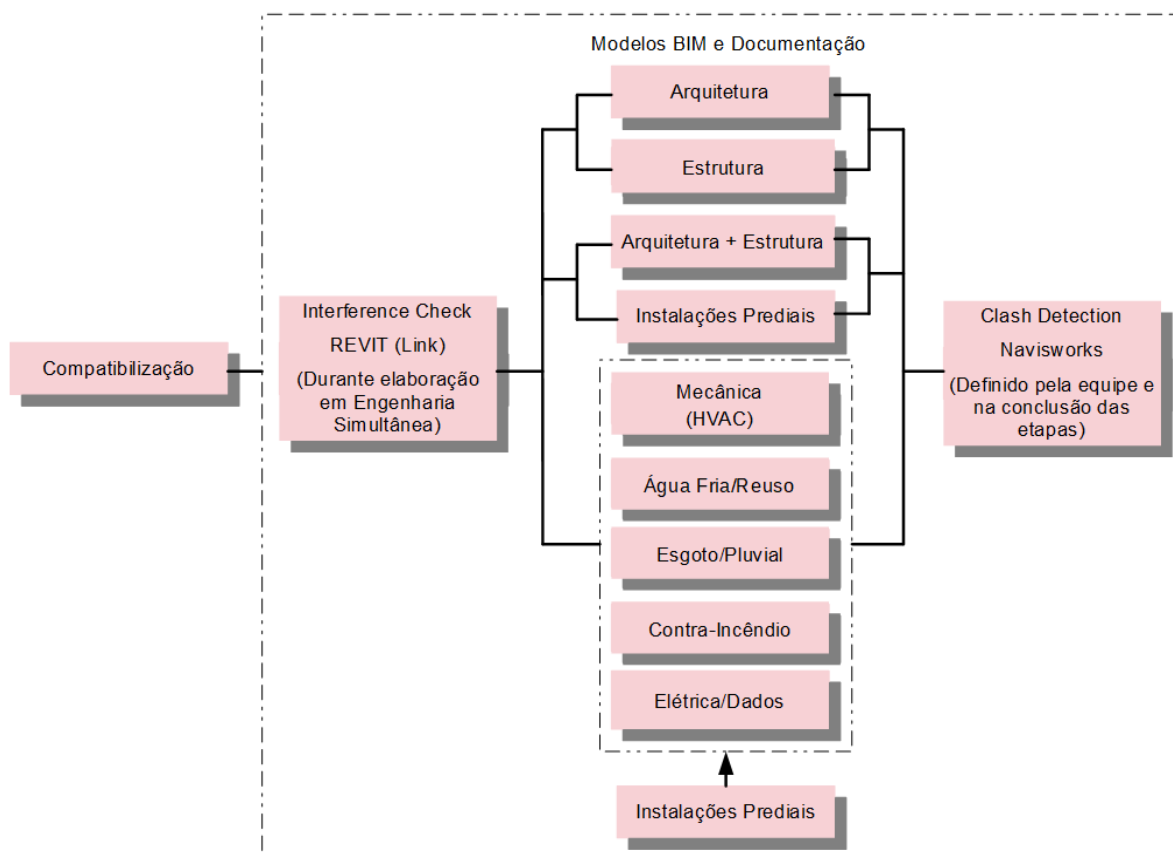 Modelos BIM e Documentação
Arquitetura
Estrutura
Arquitetura + Estrutura
Instalações Prediais
Compatibilização
Interference Check
REVIT (Link)
(Durante elaboração
em Engenharia
Simultânea)
Clash Detection
Navisworks
(Definido pela equipe e
na conclusão das
etapas)
Mecânica
(HVAC)
Água Fria/Reuso
Esgoto/Pluvial
Contra-Incêndio
Elétrica/Dados
Instalações Prediais